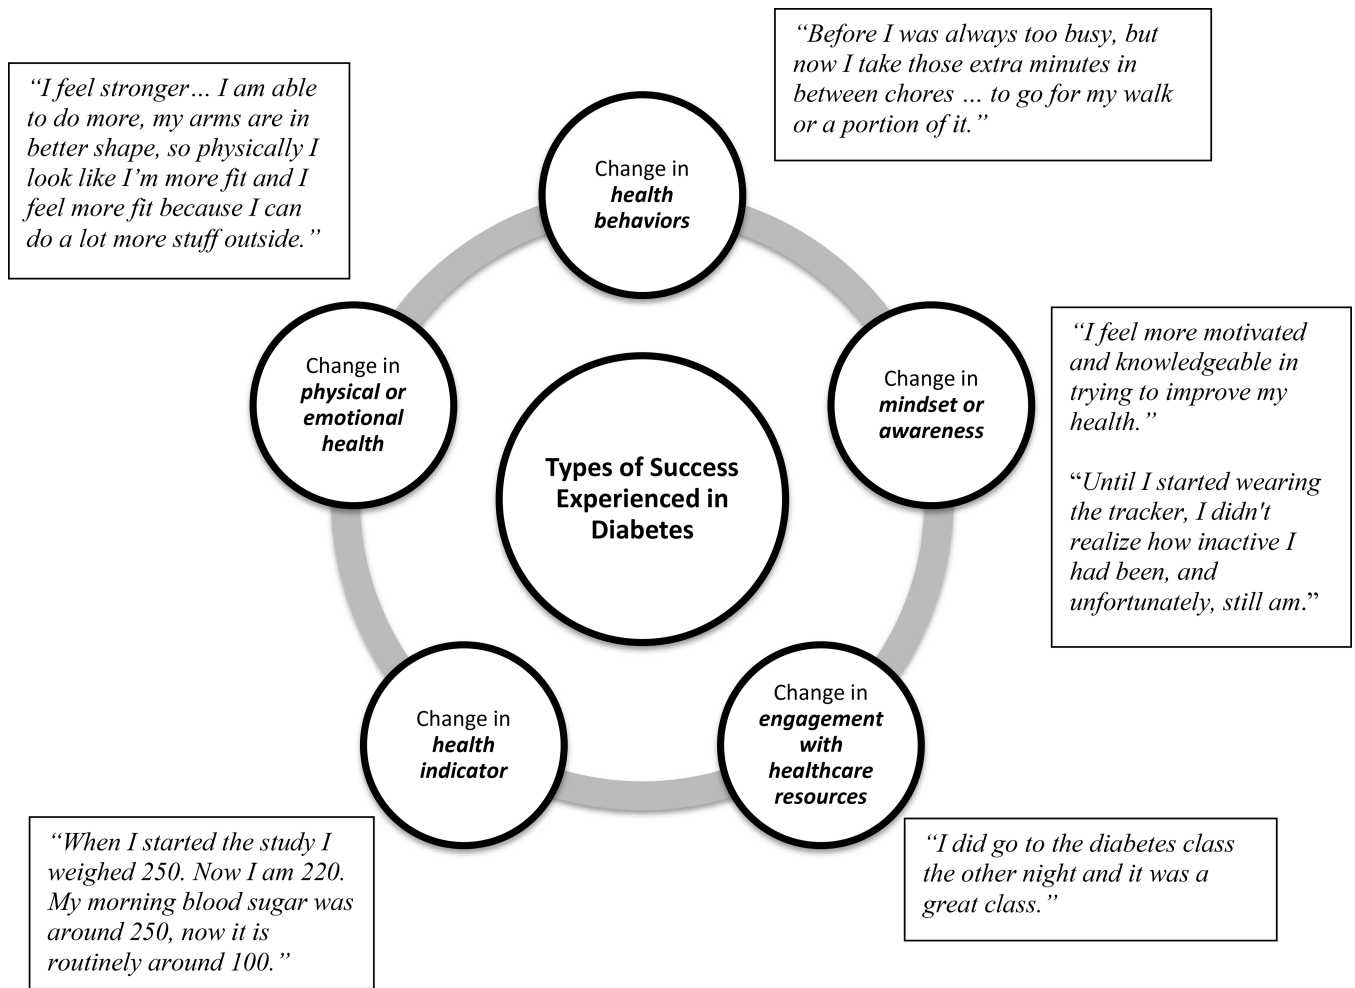 “Before I was always too busy, but
now I take those extra minutes in
between chores … to go for my walk
or a portion of it.”
“I feel stronger… I am able
to do more, my arms are in
better shape, so physically I
look like I’m more fit and I
feel more fit because I can
do a lot more stuff outside.”
Change in
health
behaviors
Change in
physical or
emotional
health
Change in
mindset or
awareness
“I feel more motivated
and knowledgeable in
trying to improve my
health.”
“Until I started wearing
the tracker, I didn't
realize how inactive I
had been, and
unfortunately, still am.”
Types of Success
Experienced in
Diabetes
Change in
health
indicator
Change in
engagement
with
healthcare
resources
“When I started the study I
weighed 250. Now I am 220.
My morning blood sugar was
around 250, now it is
routinely around 100.”
“I did go to the diabetes class
the other night and it was a
great class.”